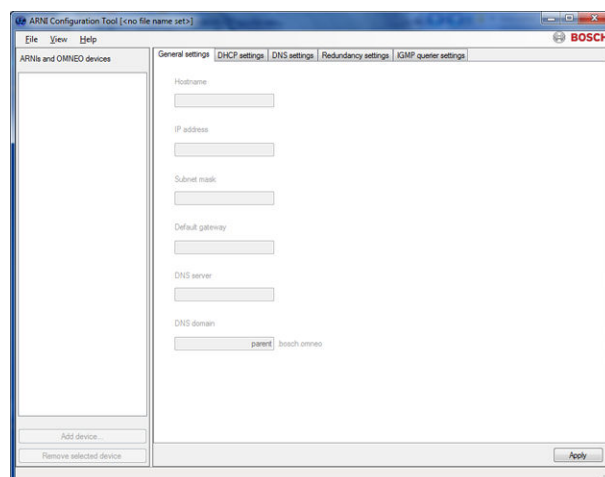 ARNI Configuration Tool [<no file name set>]
File View Help
BOSCH
ARNIs and OMNEO devices
General settings DHCP settings DNS settings Redundancy settings IGMP querier settings
Hostname
IP address
Subnet mask
Default gateway
DNS server
DNS domain
parent bosch.omneo
Add device...
Remove selected device
Apply